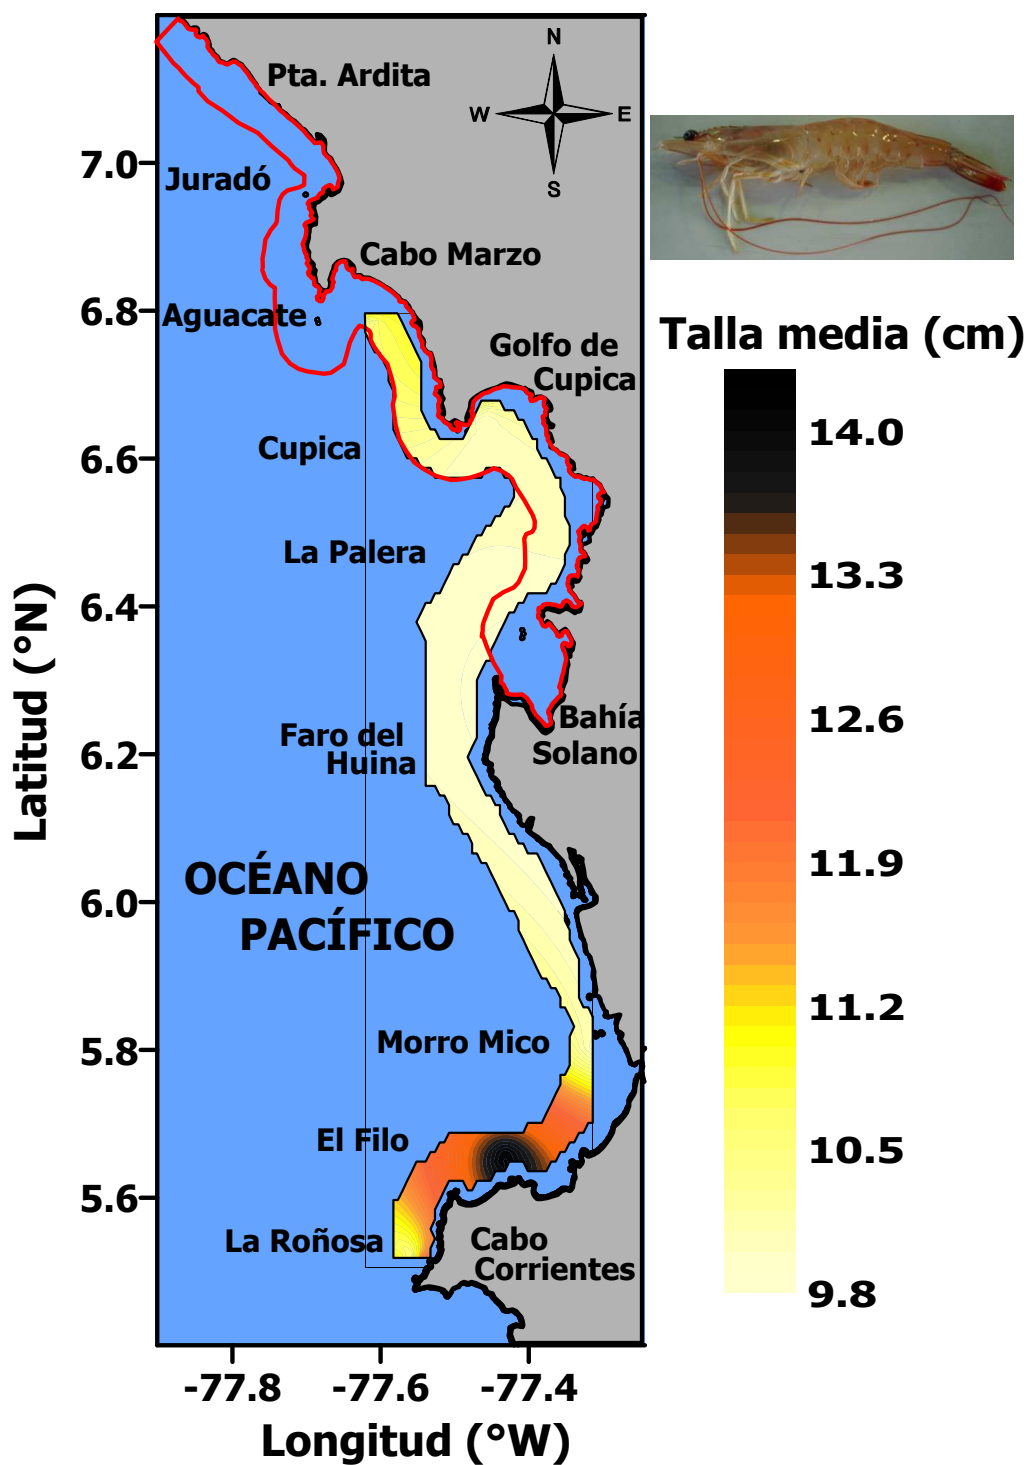 N
Pta. Ardita
W
E
7.0
Juradó
S
Cabo Marzo
6.8
Aguacate
Talla media (cm)
Golfo de
Cupica
14.0
6.6
Cupica
La Palera
13.3
6.4
Latitud (°N)
Bahía
Solano
12.6
Faro del
Huina
6.2
11.9
OCÉANO
PACÍFICO
6.0
11.2
Morro Mico
5.8
El Filo
10.5
5.6
La Roñosa
Cabo
Corrientes
9.8
-77.8
-77.6
-77.4
Longitud (°W)